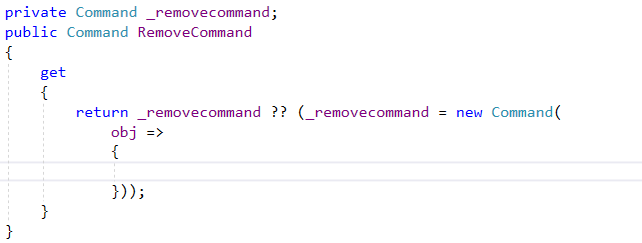 private Command _removecommand;
public Command RemoveCommand
{
    get
    {
        return _removecommand ?? (_removecommand = new Command(
            obj =>
            {

            }));
    }
}